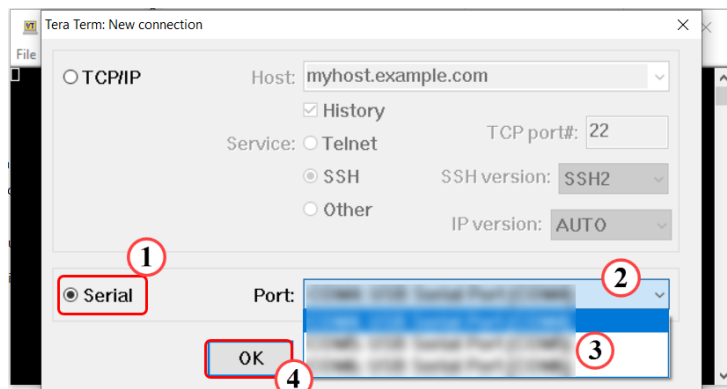 VT
Tera Term: New connection
File
TCP/IP
Host:
myhost.example.com
History
Service:
Telnet
TCP port#:
22
SSH
SSH version:
SSH2
Other
IP version:
AUTO
1
Serial
Port:
2
3
OK
4